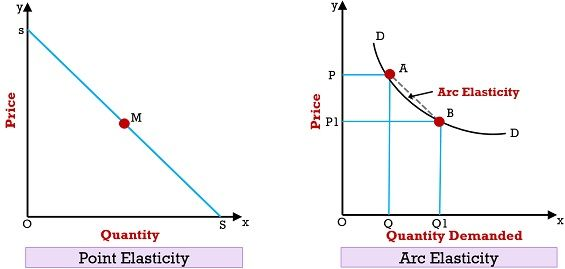 y
s
M
Price
O
S
x
Quantity
Point Elasticity
y
D
P
A
Arc Elasticity
Price
P1
B
D
O
Q
Q1
x
Quantity Demanded
Arc Elasticity